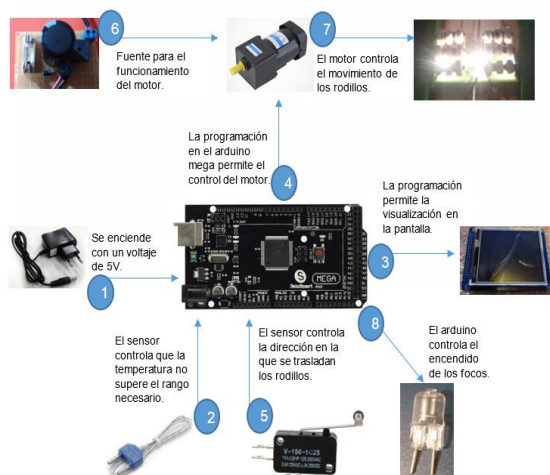 6
Fuente para el
funcionamiento
del motor.
7
El motor controla
el movimiento de
los rodillos.
La programación
en el arduino
mega permite el
control del motor.
4
La programación
permite la
visualización en
la pantalla.
3
Se enciende
con un voltaje
de 5V.
1
MEGA
8
El sensor
controla que la
temperatura no
supere el rango
necesario.
2
El sensor controla
la dirección en la
que se trasladan
los rodillos.
5
El arduino
controla el
encendido
de los focos.